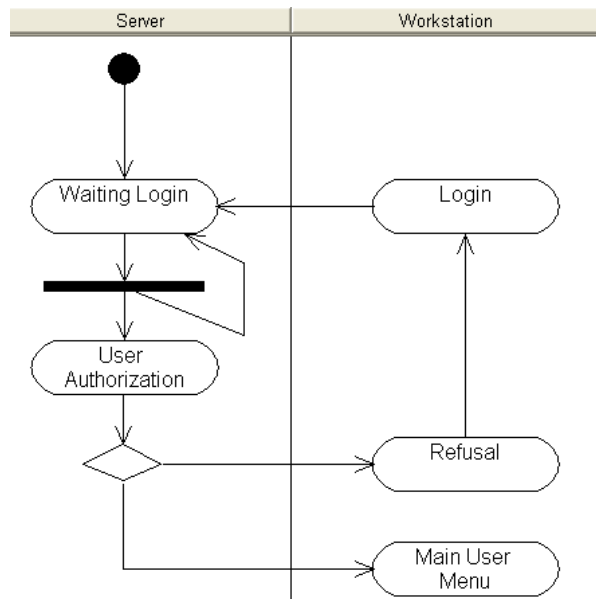 Server
Workstation
Waiting Login
Login
User
Authorization
Refusal
Main User
Menu